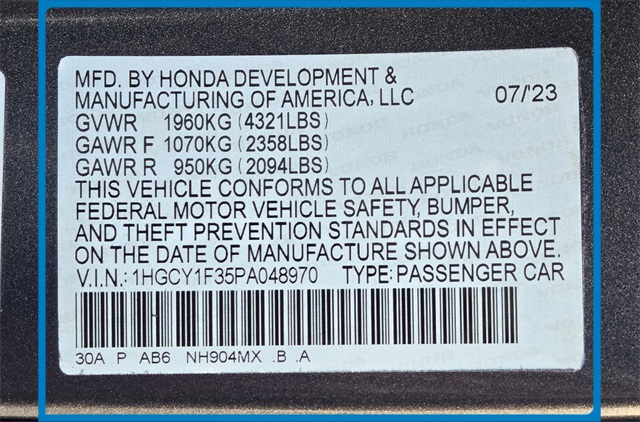 MFD. BY HONDA DEVELOPMENT &
MANUFACTURING OF AMERICA, LLC 07/'23
GVWR 1960KG (4321LBS)
GAWR F 1070KG (2358LBS)
GAWR R 950KG (2094LBS)
THIS VEHICLE CONFORMS TO ALL APPLICABLE
FEDERAL MOTOR VEHICLE SAFETY, BUMPER,
AND THEFT PREVENTION STANDARDS IN EFFECT
ON THE DATE OF MANUFACTURE SHOWN ABOVE.
V.I.N.: 1HGCY1F35PA048970 TYPE: PASSENGER CAR
30A P AB6 NH904MX .B .A